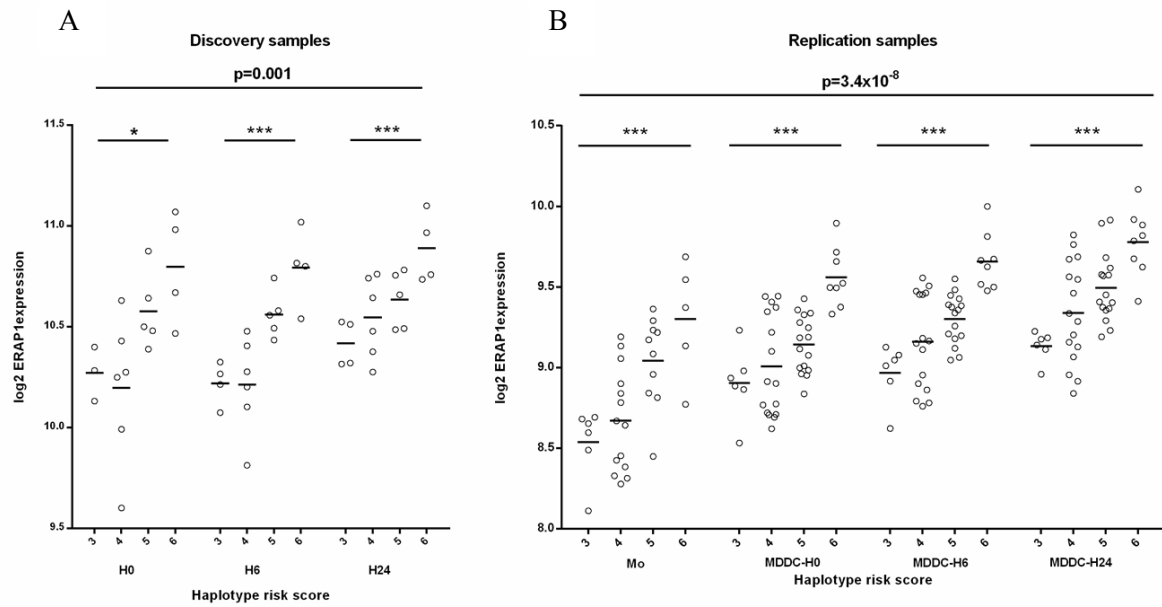 A
Discovery samples
p=0.001
* *** ***
11.5
11.0
10.5
10.0
9.5
log2 ERAP1expression
3 4 5 6 3 4 5 6 3 4 5 6
H0 H6 H24
Haplotype risk score
B
Replication samples
p=3.4x10-8
*** *** *** ***
10.5
10.0
9.5
9.0
8.5
8.0
log2 ERAP1expression
3 4 5 6 3 4 5 6 3 4 5 6 3 4 5 6
Mo MDDC-H0 MDDC-H6 MDDC-H24
Haplotype risk score